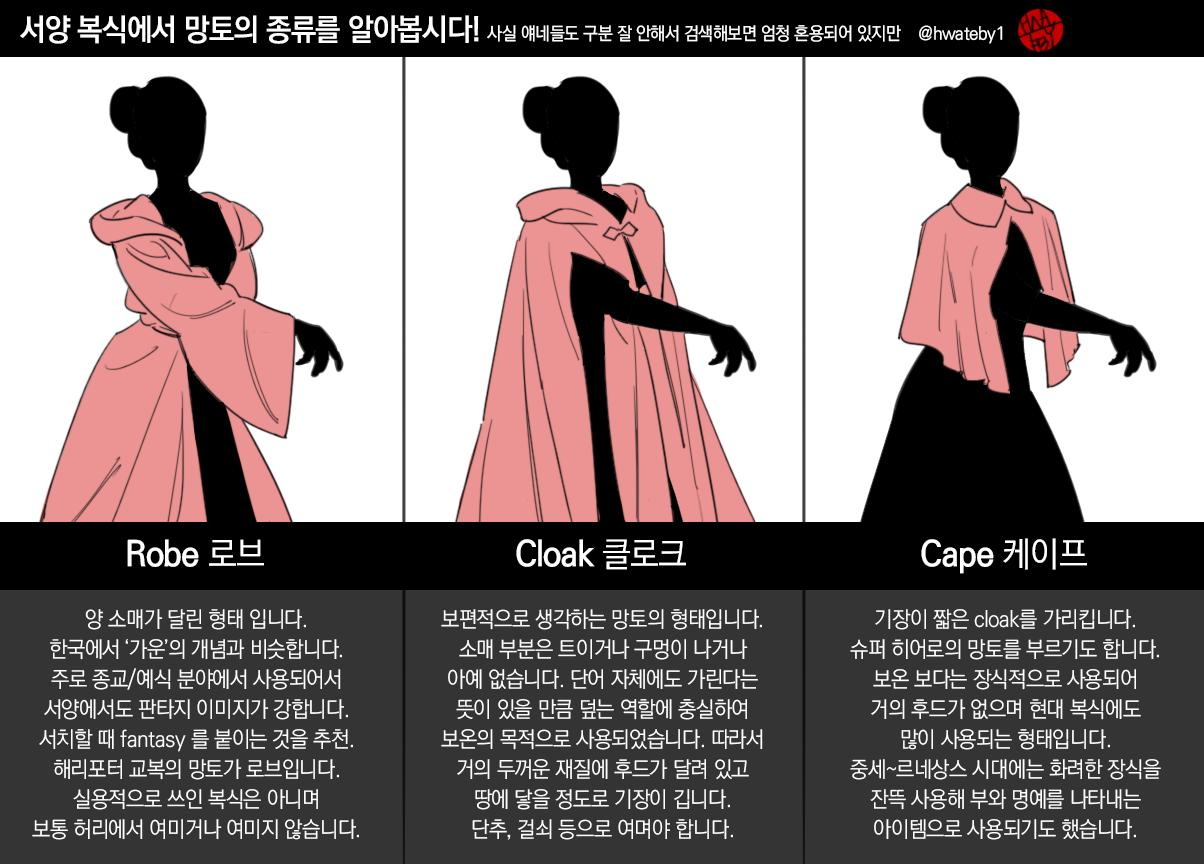 서양 복식에서 망토의 종류를 알아봅시다! 사실 얘네들도 구분 잘 안해서 검색해보면 엄청 혼용되어 있지만 @hwateby1
HWATEBY
Robe 로브
양 소매가 달린 형태 입니다.
한국에서 ‘가운’의 개념과 비슷합니다.
주로 종교/예식 분야에서 사용되어서
서양에서도 판타지 이미지가 강합니다.
서치할 때 fantasy 를 붙이는 것을 추천.
해리포터 교복의 망토가 로브입니다.
실용적으로 쓰인 복식은 아니며
보통 허리에서 여미거나 여미지 않습니다.
Cloak 클로크
보편적으로 생각하는 망토의 형태입니다.
소매 부분은 트이거나 구멍이 나거나
아예 없습니다. 단어 자체에도 가린다는
뜻이 있을 만큼 덮는 역할에 충실하여
보온의 목적으로 사용되었습니다. 따라서
거의 두꺼운 재질에 후드가 달려 있고
땅에 닿을 정도로 기장이 깁니다.
단추, 걸쇠 등으로 여며야 합니다.
Cape 케이프
기장이 짧은 cloak를 가리킵니다.
슈퍼 히어로의 망토를 부르기도 합니다.
보온 보다는 장식적으로 사용되어
거의 후드가 없으며 현대 복식에도
많이 사용되는 형태입니다.
중세~르네상스 시대에는 화려한 장식을
잔뜩 사용해 부와 명예를 나타내는
아이템으로 사용되기도 했습니다.